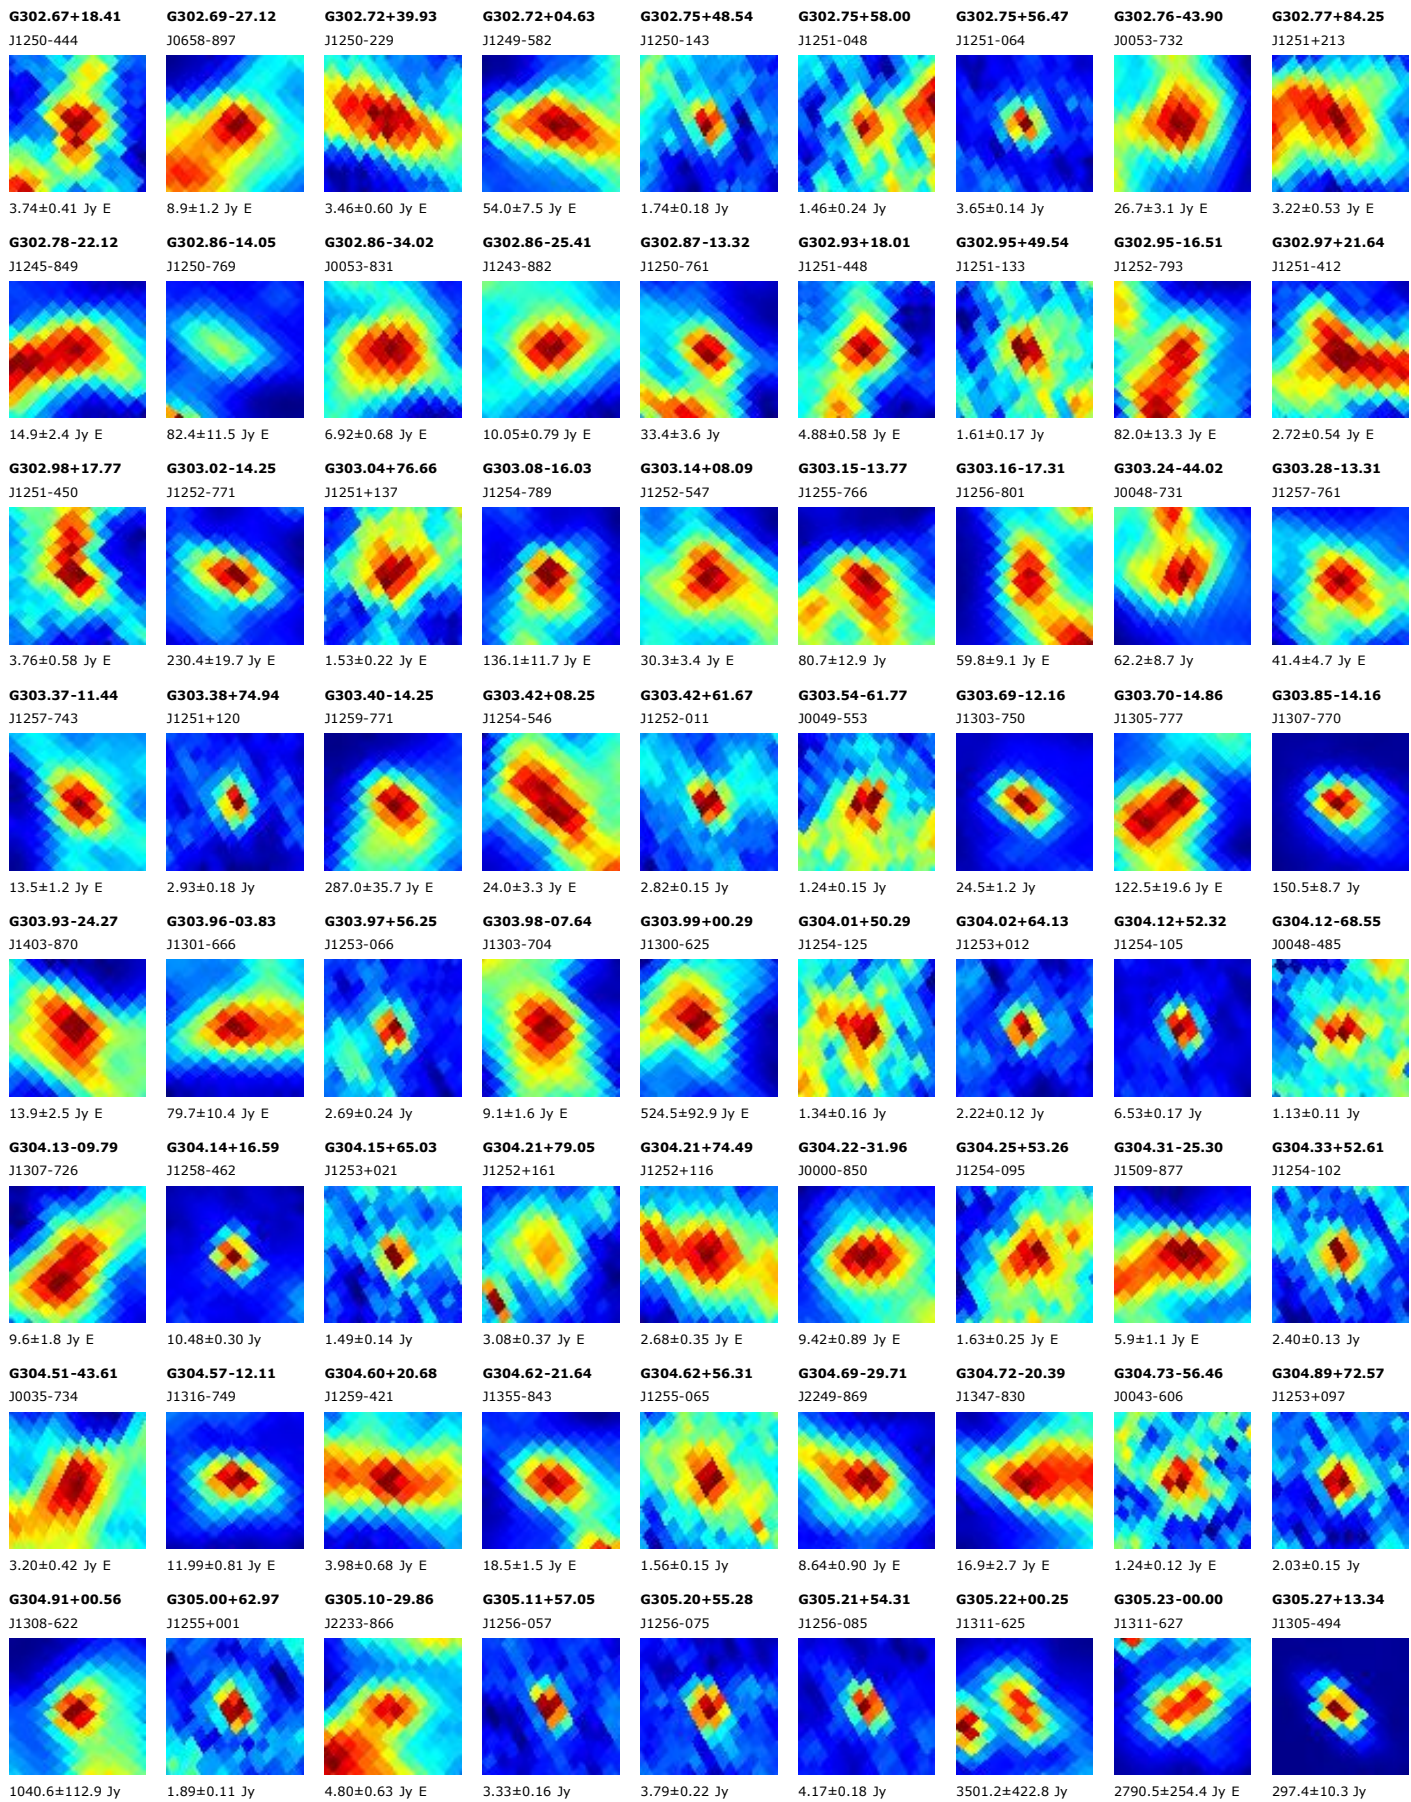 G302.67+18.41 G302.69-27.12 G302.72+39.93 G302.72+04.63 G302.75+48.54 G302.75+58.00 G302.75+56.47 G302.76-43.90 G302.77+84.25
J1250-444 J0658-897 J1250-229 J1249-582 J1250-143 J1251-048 J1251-064 J0053-732 J1251+213
3.74±0.41 Jy E 8.9±1.2 Jy E 3.46±0.60 Jy E 54.0±7.5 Jy E 1.74±0.18 Jy 1.46±0.24 Jy 3.65±0.14 Jy 26.7±3.1 Jy E 3.22±0.53 Jy E
G302.78-22.12 G302.86-14.05 G302.86-34.02 G302.86-25.41 G302.87-13.32 G302.93+18.01 G302.95+49.54 G302.95-16.51 G302.97+21.64
J1245-849 J1250-769 J0053-831 J1243-882 J1250-761 J1251-448 J1251-133 J1252-793 J1251-412
14.9±2.4 Jy E 82.4±11.5 Jy E 6.92±0.68 Jy E 10.05±0.79 Jy E 33.4±3.6 Jy 4.88±0.58 Jy E 1.61±0.17 Jy 82.0±13.3 Jy E 2.72±0.54 Jy E
G302.98+17.77 G303.02-14.25 G303.04+76.66 G303.08-16.03 G303.14+08.09 G303.15-13.77 G303.16-17.31 G303.24-44.02 G303.28-13.31
J1251-450 J1252-771 J1251+137 J1254-789 J1252-547 J1255-766 J1256-801 J0048-731 J1257-761
3.76±0.58 Jy E 230.4±19.7 Jy E 1.53±0.22 Jy E 136.1±11.7 Jy E 30.3±3.4 Jy E 80.7±12.9 Jy 59.8±9.1 Jy E 62.2±8.7 Jy 41.4±4.7 Jy E
G303.37-11.44 G303.38+74.94 G303.40-14.25 G303.42+08.25 G303.42+61.67 G303.54-61.77 G303.69-12.16 G303.70-14.86 G303.85-14.16
J1257-743 J1251+120 J1259-771 J1254-546 J1252-011 J0049-553 J1303-750 J1305-777 J1307-770
13.5±1.2 Jy E 2.93±0.18 Jy 287.0±35.7 Jy E 24.0±3.3 Jy E 2.82±0.15 Jy 1.24±0.15 Jy 24.5±1.2 Jy 122.5±19.6 Jy E 150.5±8.7 Jy
G303.93-24.27 G303.96-03.83 G303.97+56.25 G303.98-07.64 G303.99+00.29 G304.01+50.29 G304.02+64.13 G304.12+52.32 G304.12-68.55
J1403-870 J1301-666 J1253-066 J1303-704 J1300-625 J1254-125 J1253+012 J1254-105 J0048-485
13.9±2.5 Jy E 79.7±10.4 Jy E 2.69±0.24 Jy 9.1±1.6 Jy E 524.5±92.9 Jy E 1.34±0.16 Jy 2.22±0.12 Jy 6.53±0.17 Jy 1.13±0.11 Jy
G304.13-09.79 G304.14+16.59 G304.15+65.03 G304.21+79.05 G304.21+74.49 G304.22-31.96 G304.25+53.26 G304.31-25.30 G304.33+52.61
J1307-726 J1258-462 J1253+021 J1252+161 J1252+116 J0000-850 J1254-095 J1509-877 J1254-102
9.6±1.8 Jy E 10.48±0.30 Jy 1.49±0.14 Jy 3.08±0.37 Jy E 2.68±0.35 Jy E 9.42±0.89 Jy E 1.63±0.25 Jy E 5.9±1.1 Jy E 2.40±0.13 Jy
G304.51-43.61 G304.57-12.11 G304.60+20.68 G304.62-21.64 G304.62+56.31 G304.69-29.71 G304.72-20.39 G304.73-56.46 G304.89+72.57
J0035-734 J1316-749 J1259-421 J1355-843 J1255-065 J2249-869 J1347-830 J0043-606 J1253+097
3.20±0.42 Jy E 11.99±0.81 Jy E 3.98±0.68 Jy E 18.5±1.5 Jy E 1.56±0.15 Jy 8.64±0.90 Jy E 16.9±2.7 Jy E 1.24±0.12 Jy E 2.03±0.15 Jy
G304.91+00.56 G305.00+62.97 G305.10-29.86 G305.11+57.05 G305.20+55.28 G305.21+54.31 G305.22+00.25 G305.23-00.00 G305.27+13.34
J1308-622 J1255+001 J2233-866 J1256-057 J1256-075 J1256-085 J1311-625 J1311-627 J1305-494
1040.6±112.9 Jy 1.89±0.11 Jy 4.80±0.63 Jy E 3.33±0.16 Jy 3.79±0.22 Jy 4.17±0.18 Jy 3501.2±422.8 Jy 2790.5±254.4 Jy E 297.4±10.3 Jy